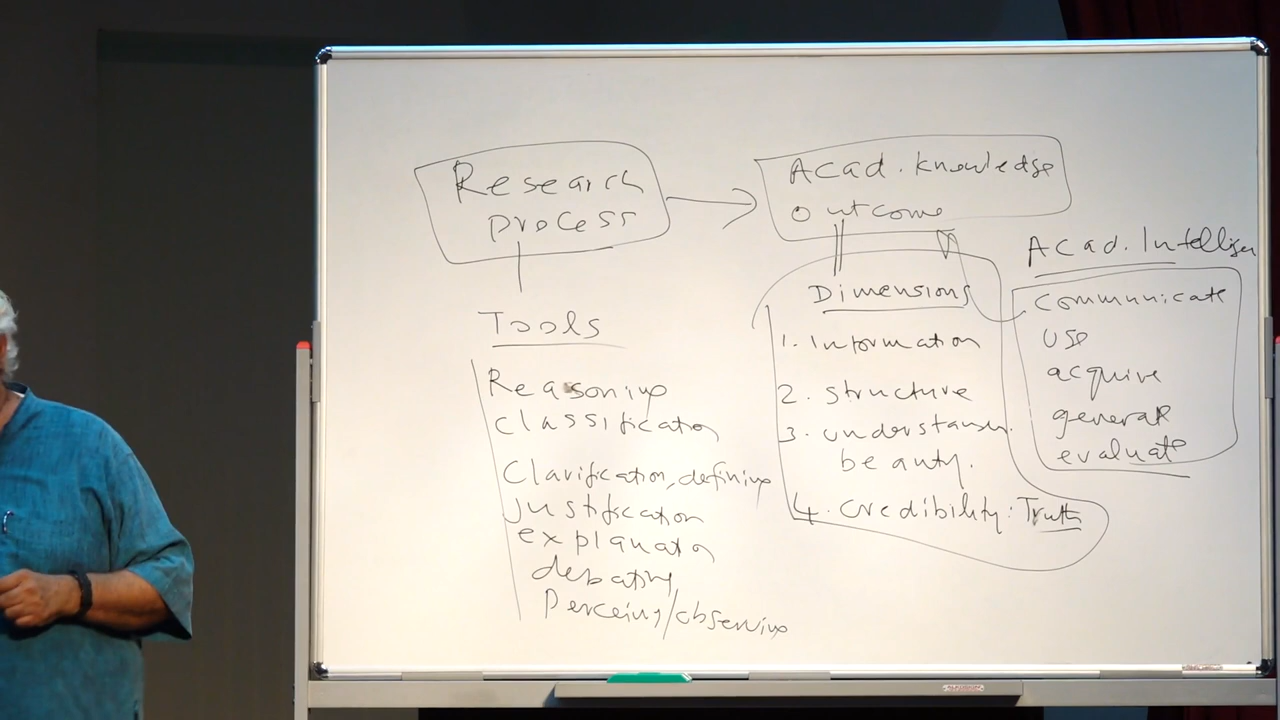 Research
process
Acad. knowledge
outcome
Tools
Reasoning
classification
Clarification, defining
justification
explanation
debating
Perceiving/observing
Dimensions
1. Information
2. structure
3. understanding
beauty.
4. credibility: Truth
Acad. Intelligen
communicate
use
acquire
generate
evaluate